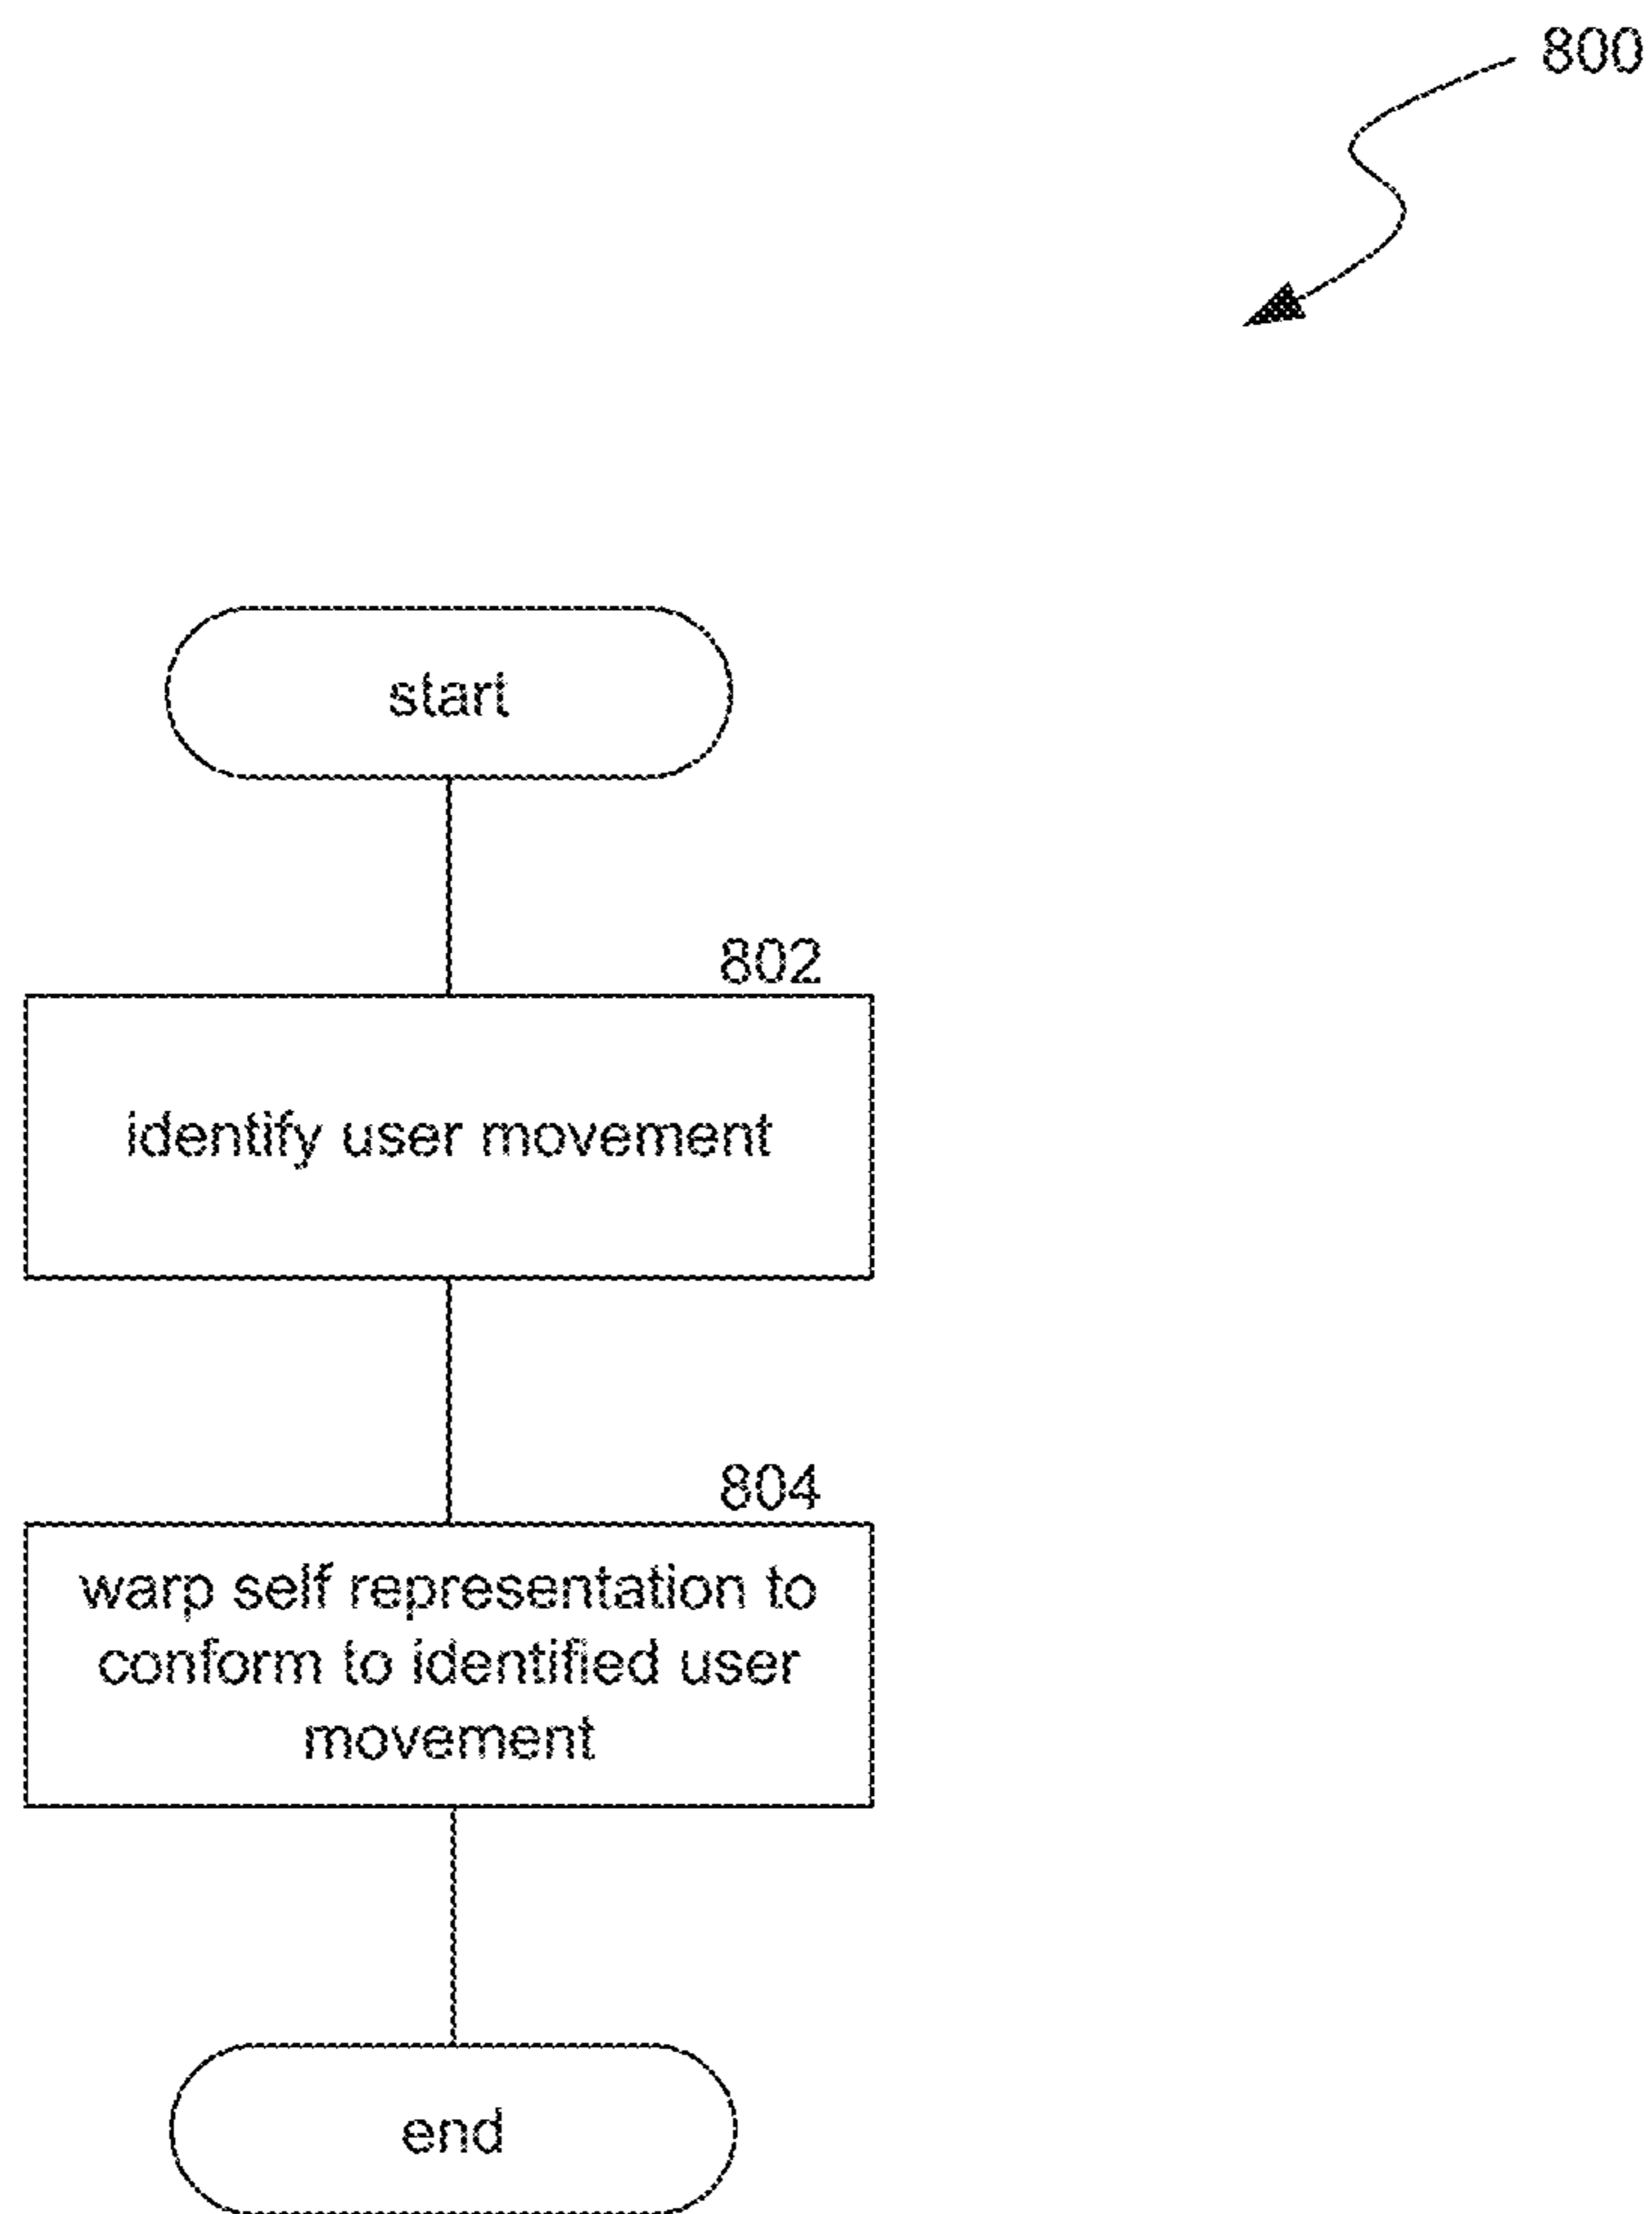 800
start
802
identify user movement
804
warp self representation to
conform to identified user
movement
end